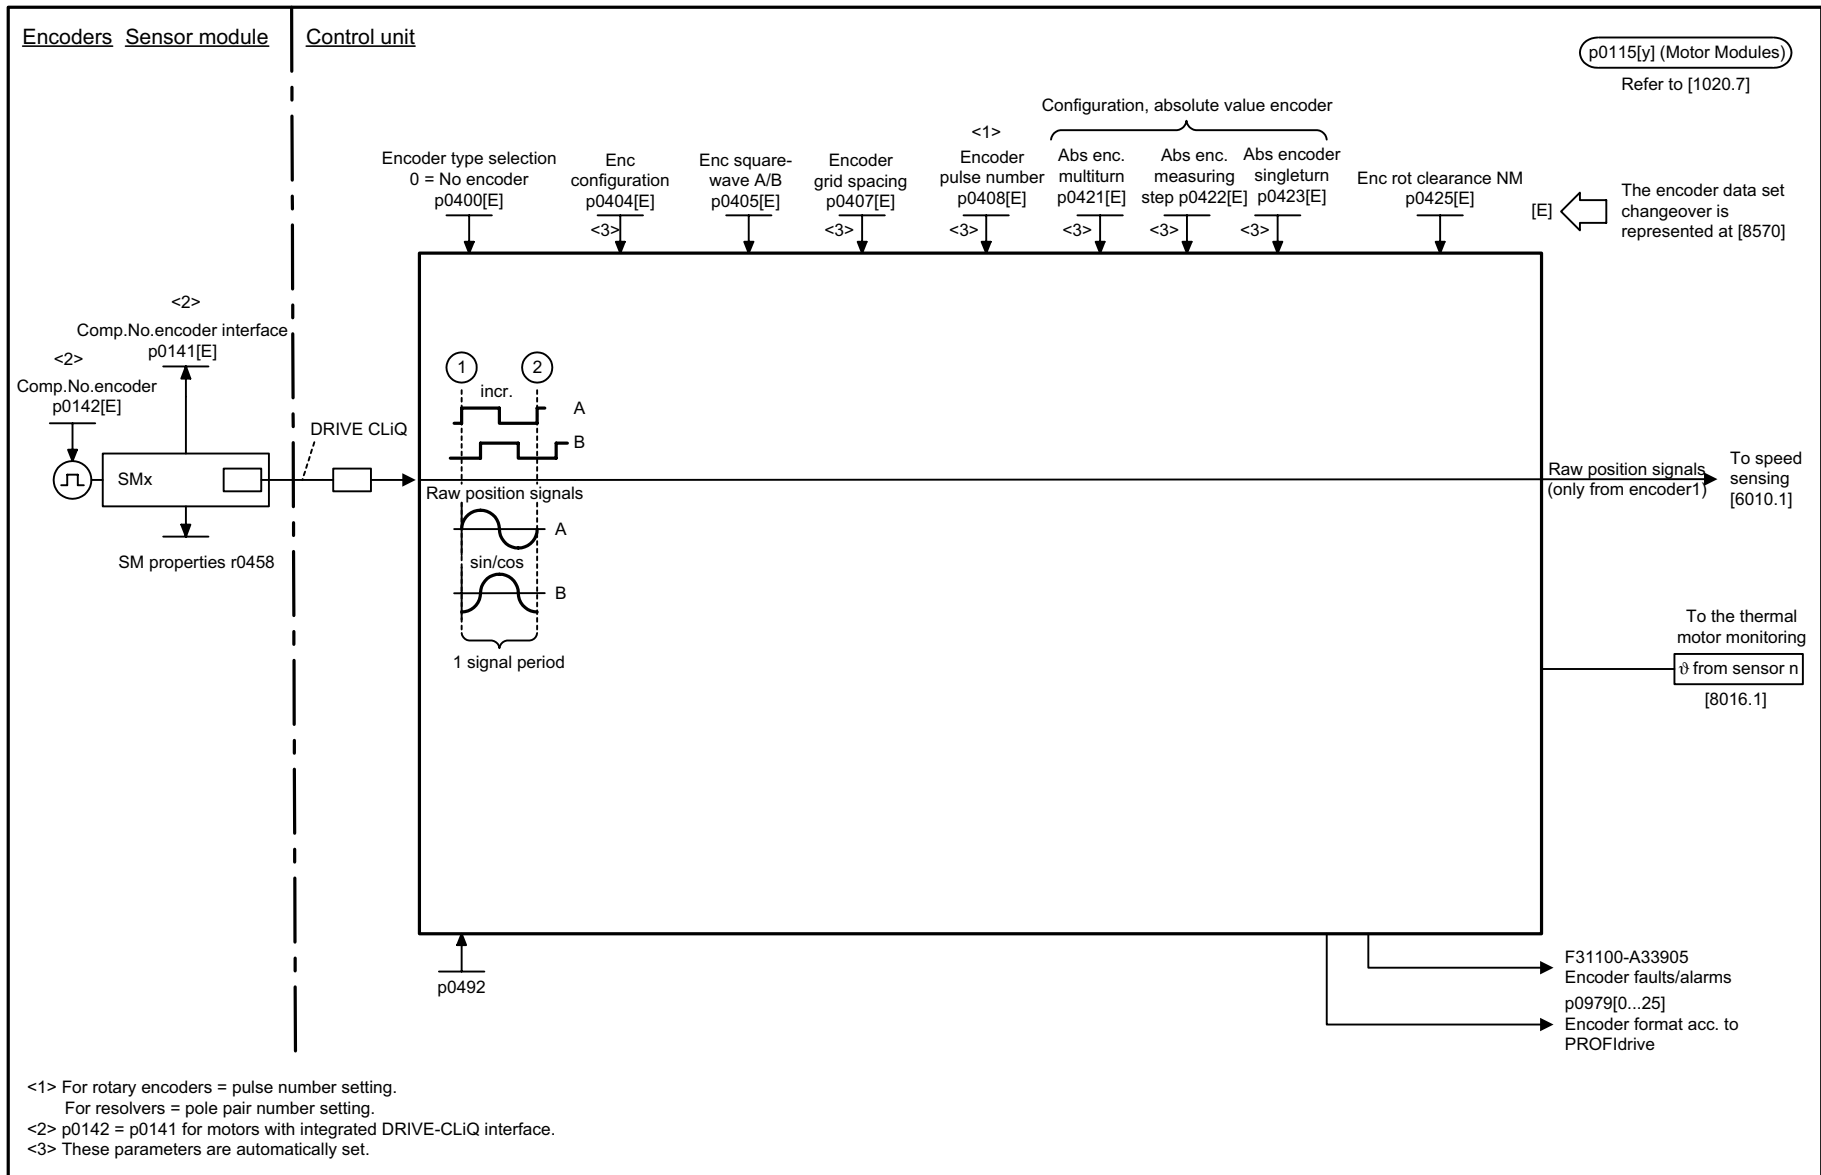 Encoders Sensor module
Control unit
p0115[y] (Motor Modules)
Refer to [1020.7]
Configuration, absolute value encoder
Encoder type selection
0 = No encoder
p0400[E]
Enc
configuration
p0404[E]
<3>
Enc square-
wave A/B
p0405[E]
Encoder
grid spacing
p0407[E]
<3>
<1>
Encoder
pulse number
p0408[E]
<3>
Abs enc.
multiturn
p0421[E]
<3>
Abs enc.
measuring
step p0422[E]
<3>
Abs encoder
singleturn
p0423[E]
<3>
Enc rot clearance NM
p0425[E]
[E]
The encoder data set
changeover is
represented at [8570]
<2>
Comp.No.encoder interface
p0141[E]
<2>
Comp.No.encoder
p0142[E]
SMx
SM properties r0458
DRIVE CLiQ
1
2
incr.
A
B
Raw position signals
A
sin/cos
B
1 signal period
Raw position signals
(only from encoder1)
To speed
sensing
[6010.1]
To the thermal
motor monitoring
ϑ from sensor n
[8016.1]
p0492
F31100-A33905
Encoder faults/alarms
p0979[0...25]
Encoder format acc. to
PROFIdrive
<1> For rotary encoders = pulse number setting.
For resolvers = pole pair number setting.
<2> p0142 = p0141 for motors with integrated DRIVE-CLiQ interface.
<3> These parameters are automatically set.